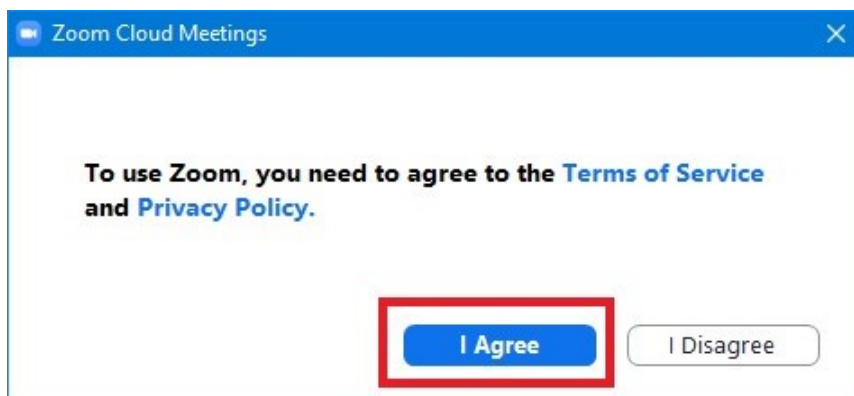 Zoom Cloud Meetings
To use Zoom, you need to agree to the Terms of Service
and Privacy Policy.
I Agree
I Disagree